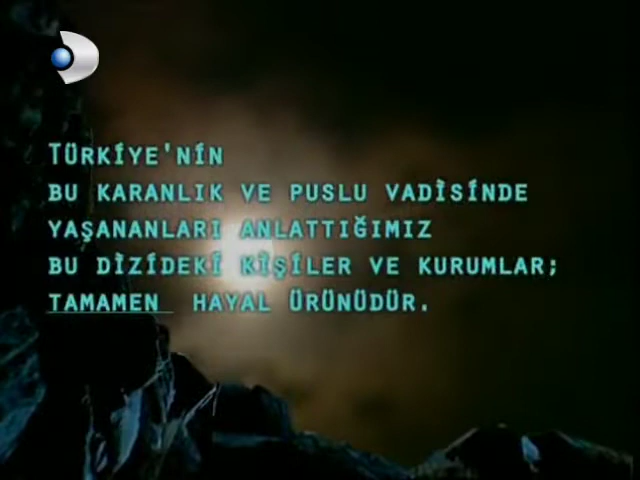 TÜRKİYE'NİN
BU KARANLIK VE PUSLU VADİSİNDE
YAŞANANLARI ANLATTIĞIMIZ
BU DİZİDEKİ KİŞİLER VE KURUMLAR;
TAMAMEN HAYAL ÜRÜNÜDÜR.